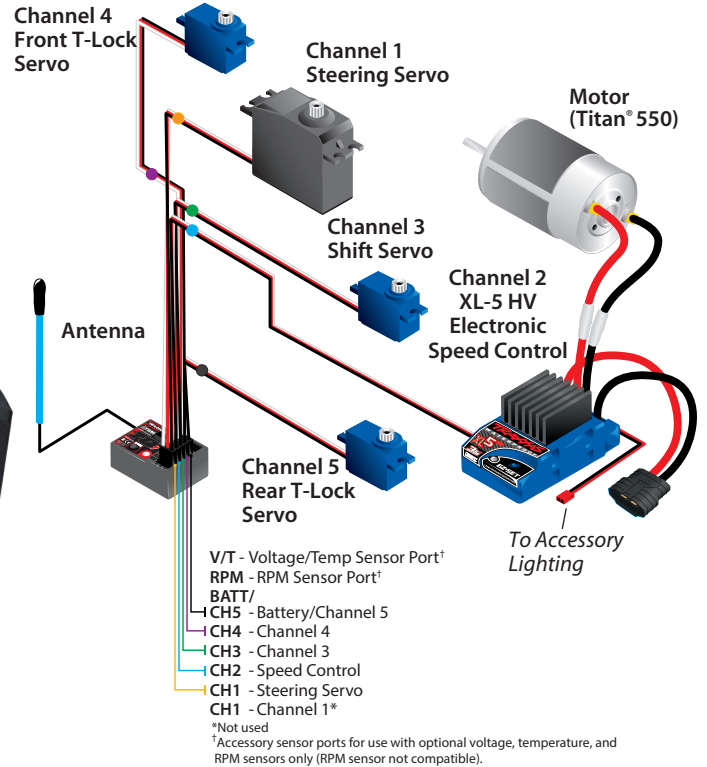 Channel 4
Front T-Lock
Servo
Channel 1
Steering Servo
Motor
(Titan® 550)
Channel 3
Shift Servo
Channel 2
XL-5 HV
Electronic
Speed Control
Antenna
Channel 5
Rear T-Lock
Servo
To Accessory
Lighting
TRAXXAS
XL5
EZ-SET
V/T - Voltage/Temp Sensor Port†
RPM - RPM Sensor Port†
BATT/
CH5 - Battery/Channel 5
CH4 - Channel 4
CH3 - Channel 3
CH2 - Speed Control
CH1 - Steering Servo
CH1 - Channel 1*
*Not used
†Accessory sensor ports for use with optional voltage, temperature, and
RPM sensors only (RPM sensor not compatible).